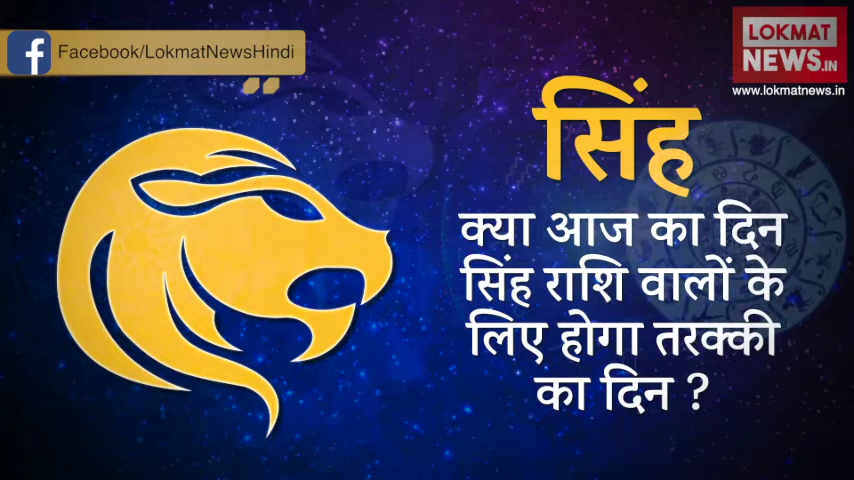 Facebook/LokmatNewsHindi
LOKMAT
NEWS.IN
www.lokmatnews.in
सिंह
क्या आज का दिन
सिंह राशि वालों के
लिए होगा तरक्की
का दिन ?